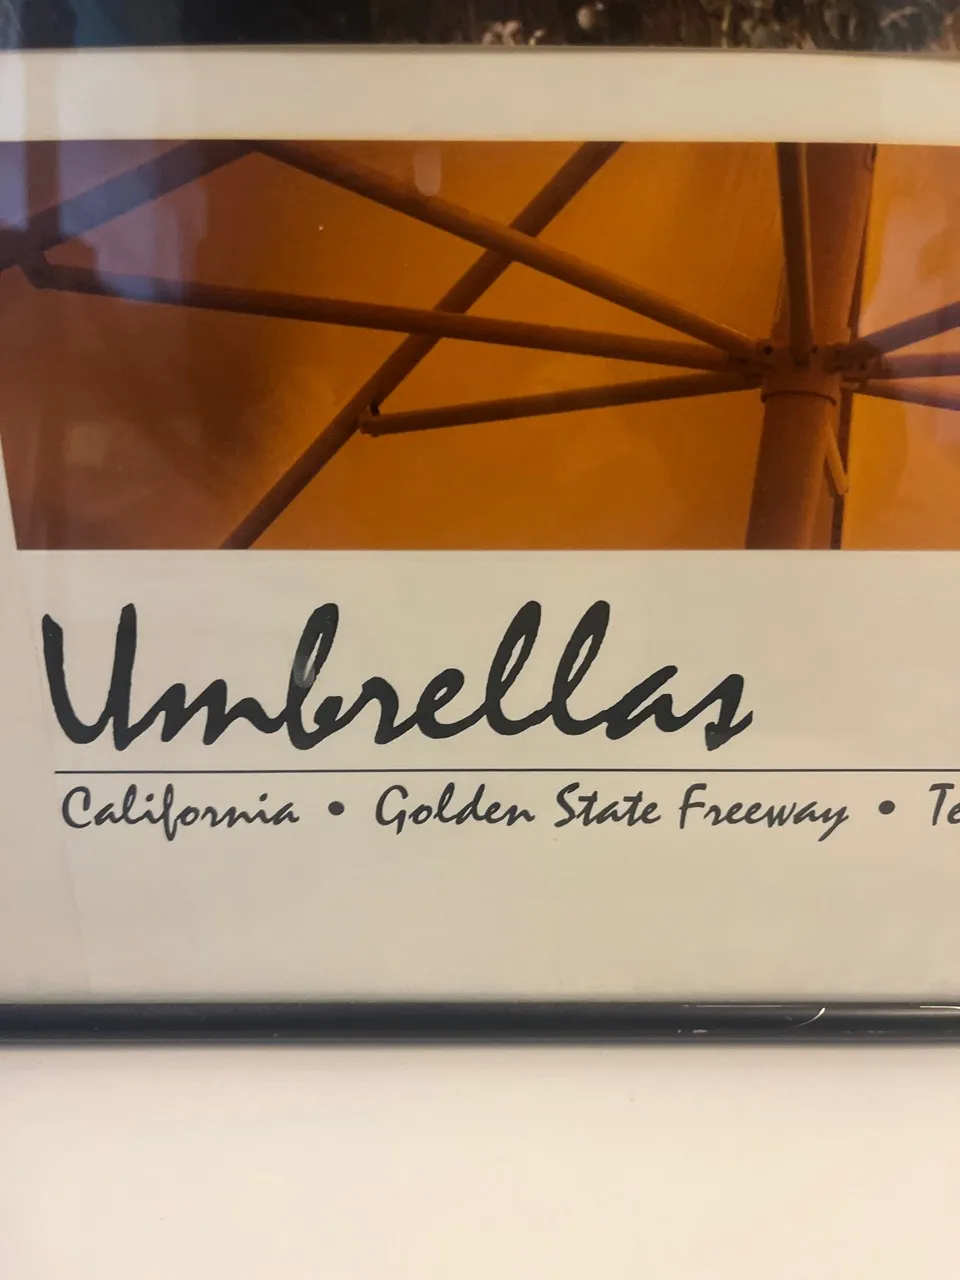 Umbrellas
California • Golden State Freeway •